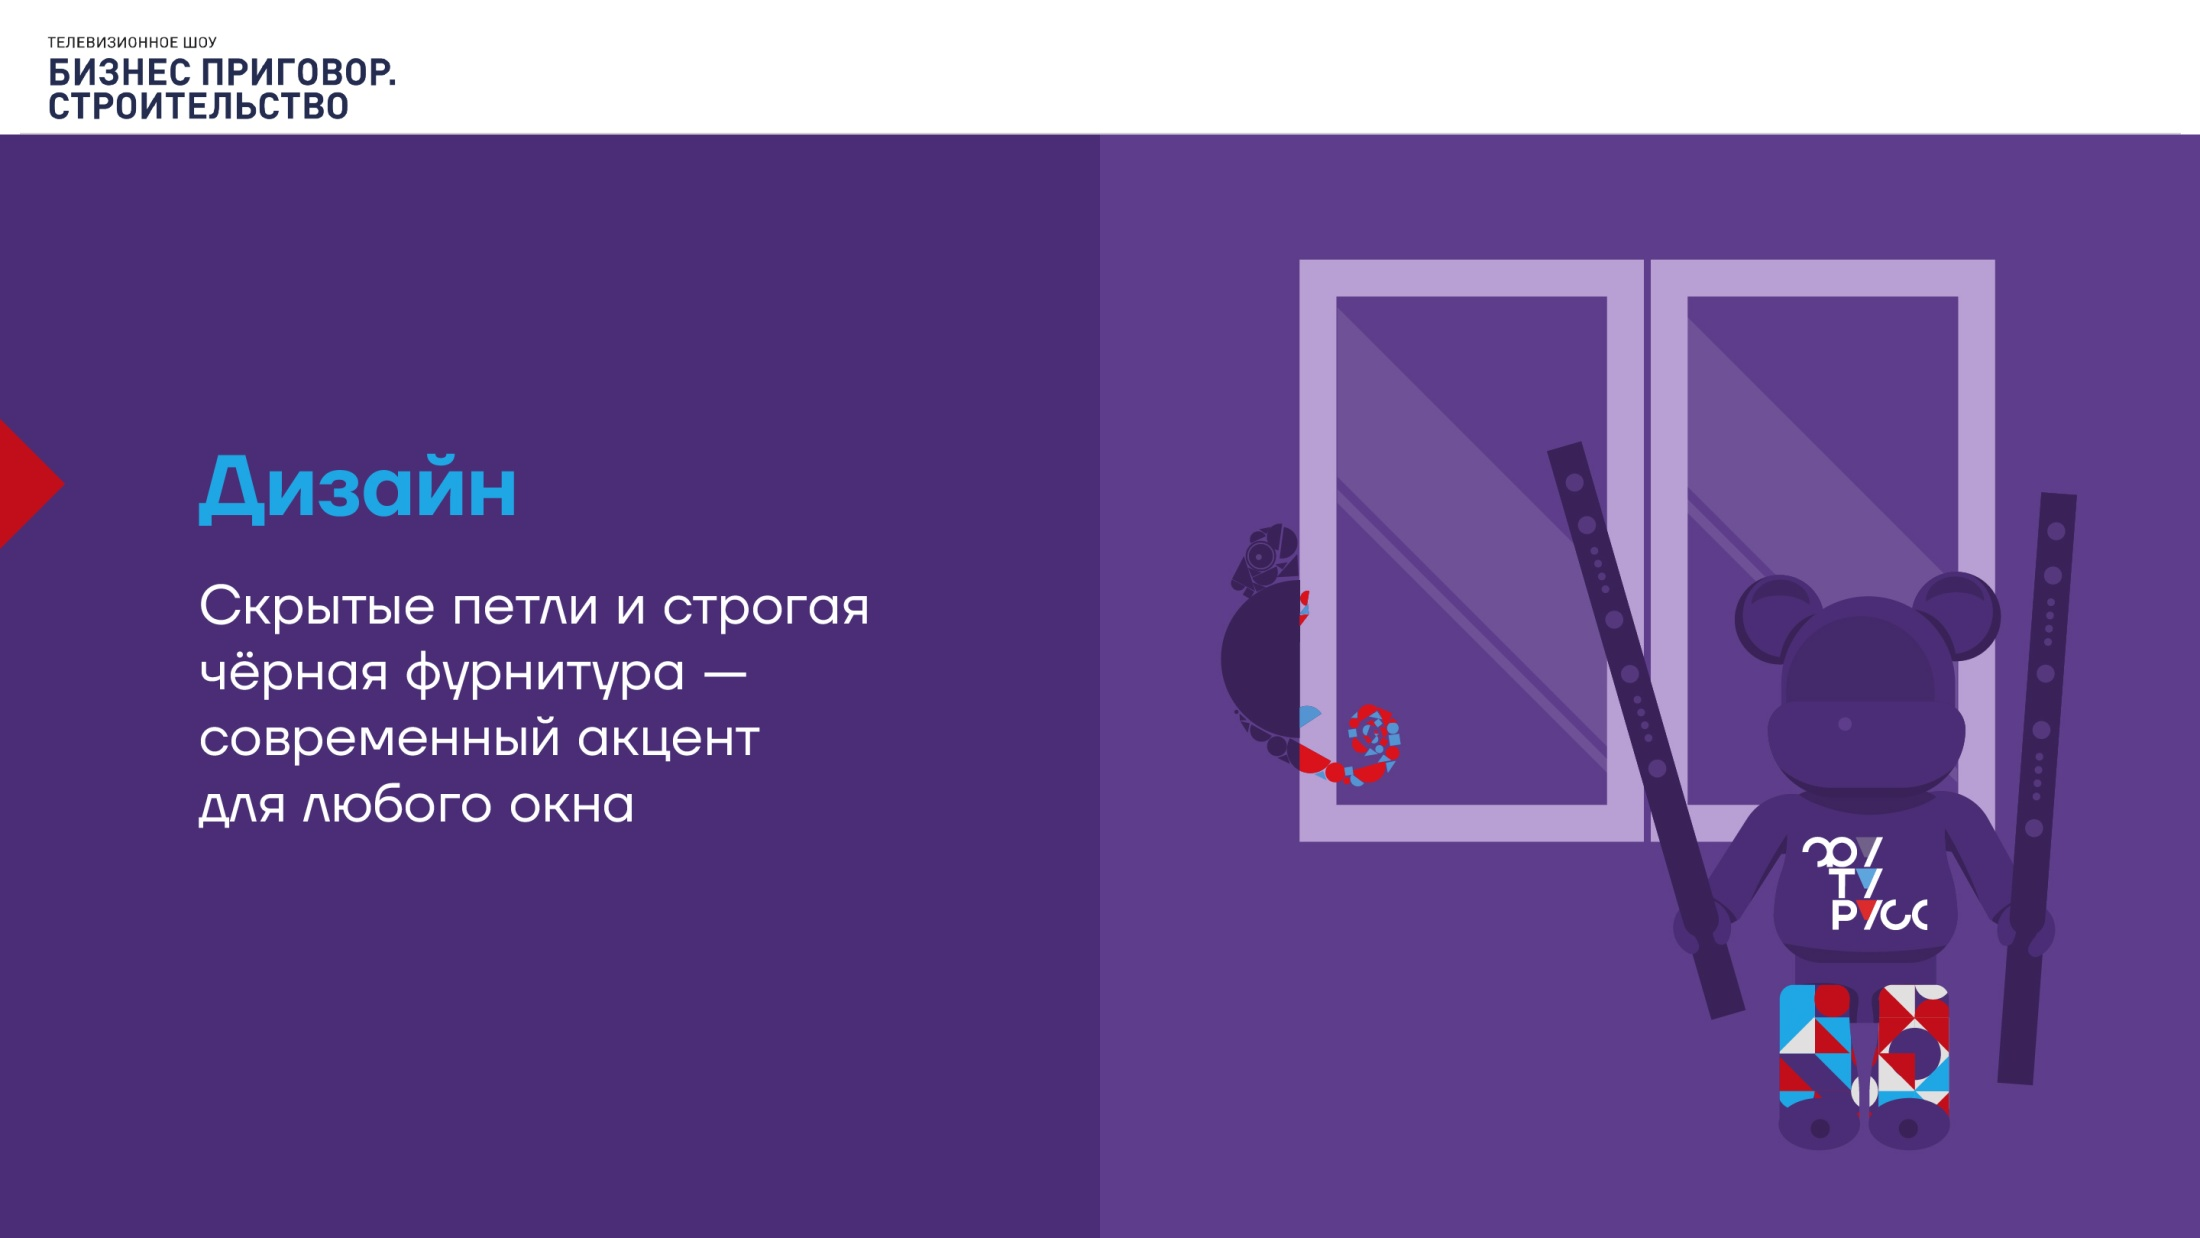 ТЕЛЕВИЗИОННОЕ ШОУ
БИЗНЕС ПРИГОВОР.
СТРОИТЕЛЬСТВО
Дизайн
Скрытые петли и строгая
чёрная фурнитура —
современный акцент
для любого окна